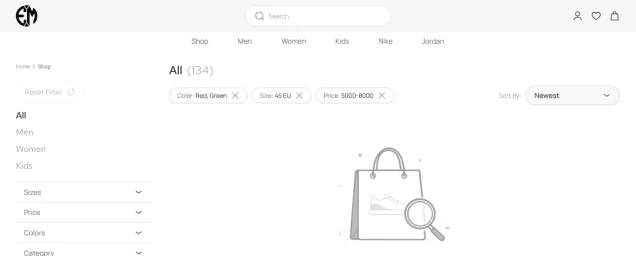 EM
Search...
Shop Men Women Kids Nike Jordan
Home > Shop
All (134)
Reset Filter
Color: Red, Green Size: 45 EU Price: 5000-8000
Sort By: Newest
All
Men
Women
Kids
Sizes
Price
Colors
Category